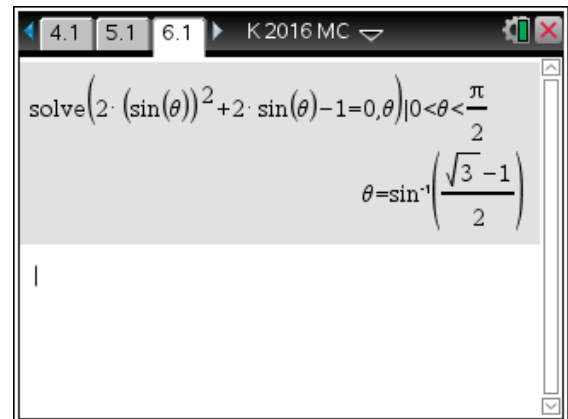 4.1 5.1 6.1 K 2016 MC
solve(2·(sin(θ))²+2·sin(θ)−1=0,θ)|0<θ<π/2
θ=sin⁻¹((√3−1)/2)